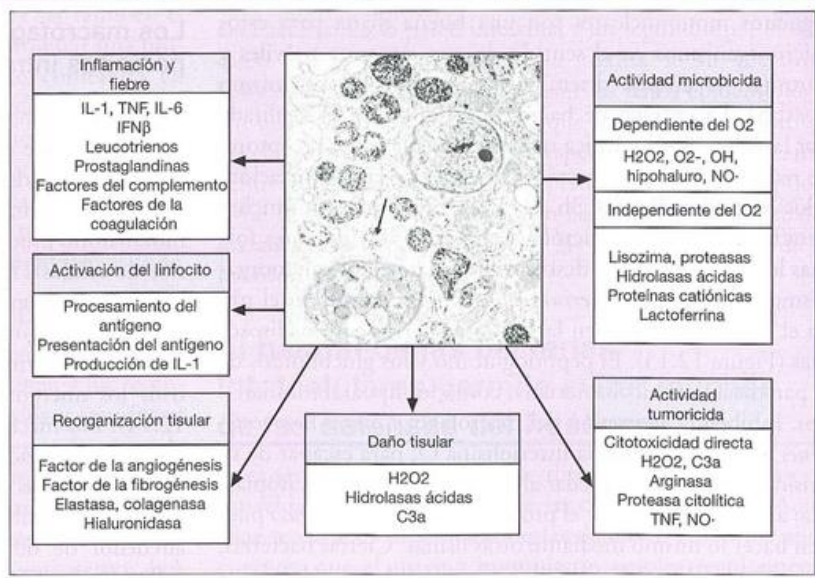 Inflamación y
fiebre
IL-1, TNF, IL-6
IFNβ
Leucotrienos
Prostaglandinas
Factores del complemento
Factores de la
coagulación
Activación del linfocito
Procesamiento del
antígeno
Presentación del antígeno
Producción de IL-1
Reorganización tisular
Factor de la angiogénesis
Factor de la fibrogénesis
Elastasa, colagenasa
Hialuronidasa
Daño tisular
H2O2
Hidrolasas ácidas
C3a
Actividad microbicida
Dependiente del O2
H2O2, O2-, OH,
hipohaluro, NO·
Independiente del O2
Lisozima, proteasas
Hidrolasas ácidas
Proteínas catiónicas
Lactoferrina
Actividad
tumoricida
Citotoxicidad directa
H2O2, C3a
Arginasa
Proteasa citolítica
TNF, NO·